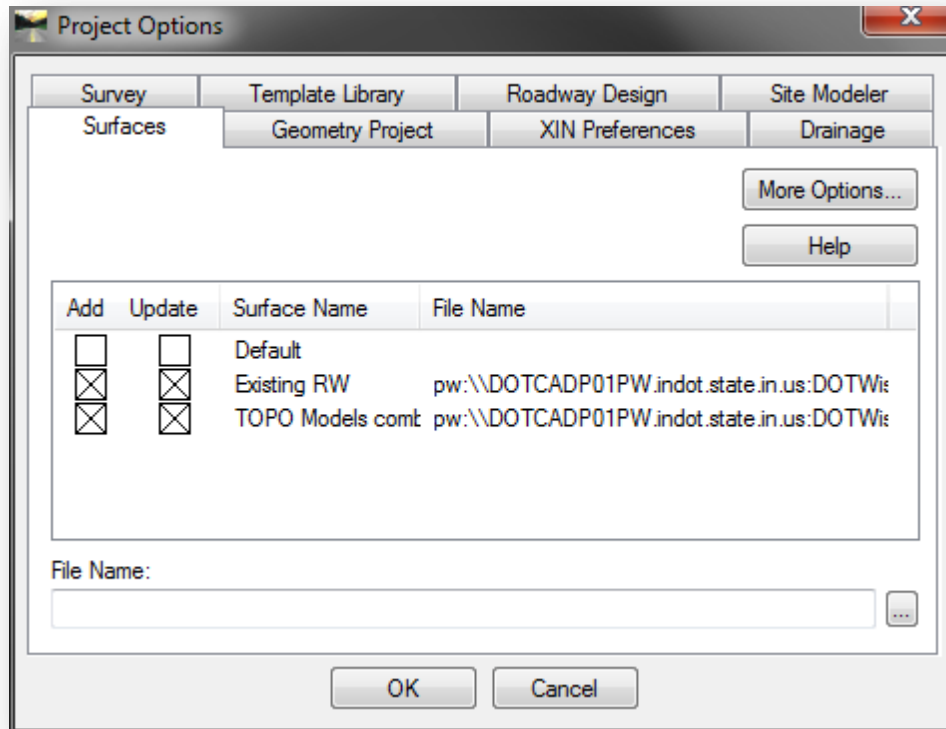 Project Options
Survey Template Library Roadway Design Site Modeler
Surfaces Geometry Project XIN Preferences Drainage
More Options...
Help
Add Update Surface Name File Name
Default
Existing RW pw:\\DOTCADP01PW.indot.state.in.us:DOTWis
TOPO Models comb pw:\\DOTCADP01PW.indot.state.in.us:DOTWis
File Name:
...
OK Cancel